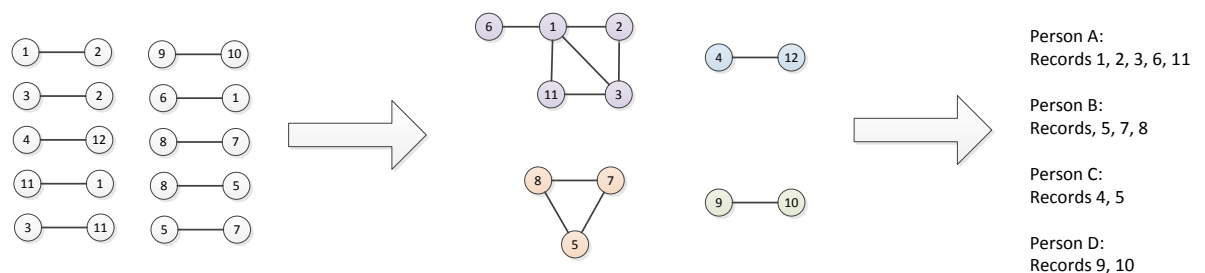 1 2
9 10
3 2
6 1
4 12
8 7
11 1
8 5
3 11
5 7
6 1 2
11 3
4 12
8 7
5
9 10
Person A:
Records 1, 2, 3, 6, 11
Person B:
Records, 5, 7, 8
Person C:
Records 4, 5
Person D:
Records 9, 10